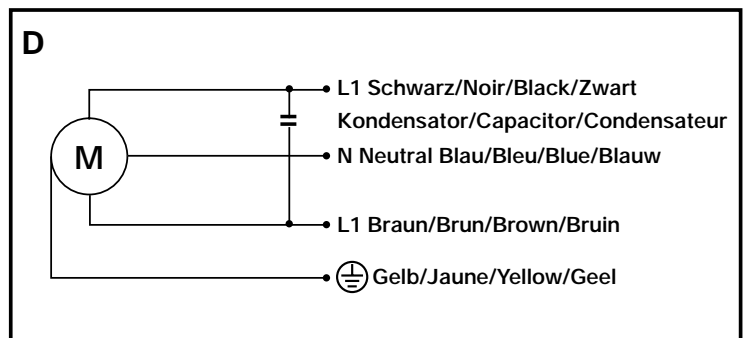 D
L1 Schwarz/Noir/Black/Zwart
Kondensator/Capacitor/Condensateur
M
N Neutral Blau/Bleu/Blue/Blauw
L1 Braun/Brun/Brown/Bruin
Gelb/Jaune/Yellow/Geel